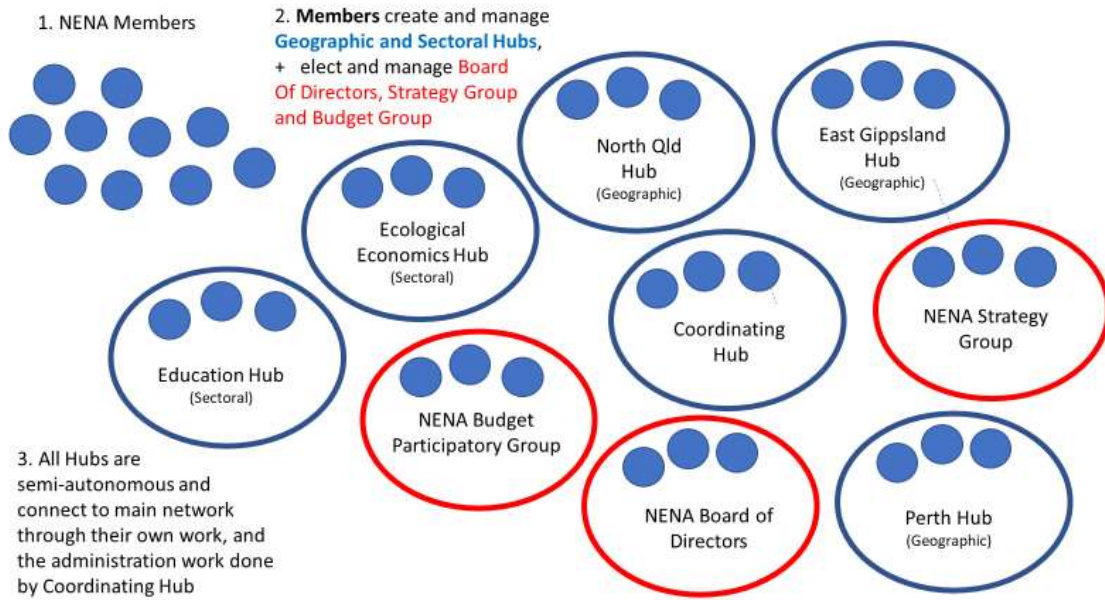 1. NENA Members
2. Members create and manage
Geographic and Sectoral Hubs,
+ elect and manage Board
Of Directors, Strategy Group
and Budget Group
North Qld
Hub
(Geographic)
East Gippsland
Hub
(Geographic)
Ecological
Economics Hub
(Sectoral)
Coordinating
Hub
NENA Strategy
Group
Education Hub
(Sectoral)
NENA Budget
Participatory Group
NENA Board of
Directors
Perth Hub
(Geographic)
3. All Hubs are
semi-autonomous and
connect to main network
through their own work, and
the administration work done
by Coordinating Hub